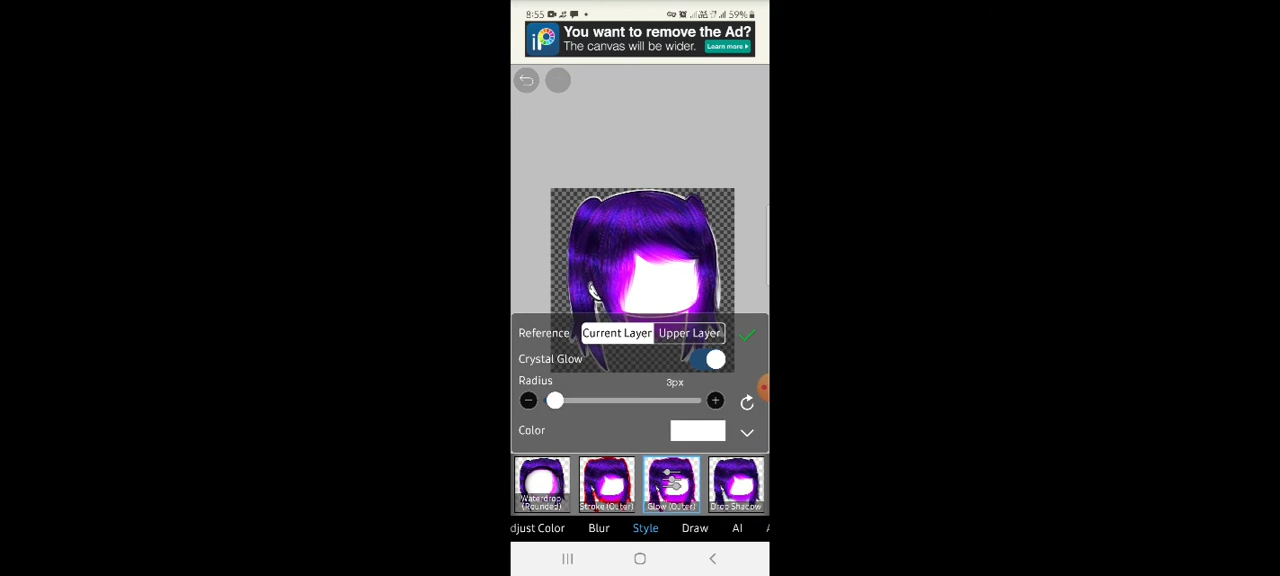 8:55
59%
You want to remove the Ad?
The canvas will be wider.
Learn more
Reference
Current Layer
Upper Layer
Crystal Glow
Radius
3px
Color
Waterdrop
(Rounded)
Stroke (Outer)
Glow (Outer)
Drop Shadow
djust Color
Blur
Style
Draw
AI